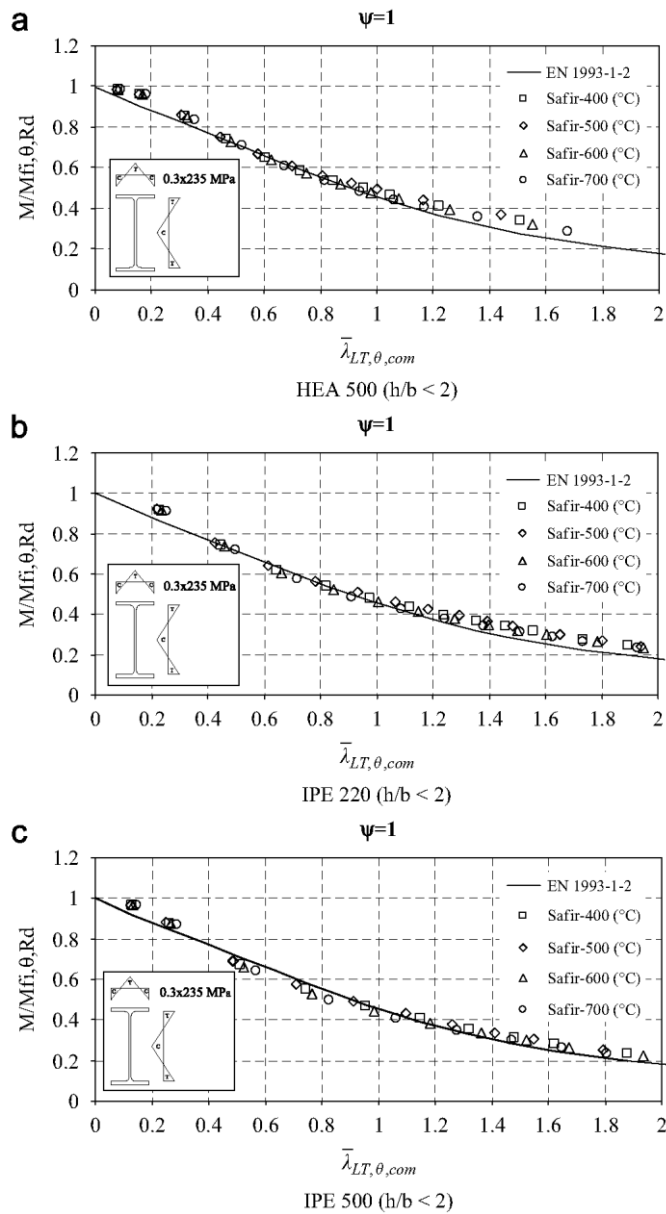 a
ψ=1
1.2
1
0.8
0.6
0.4
0.2
0
M/Mfi,θ,Rd
EN 1993-1-2
Safir-400 (°C)
Safir-500 (°C)
Safir-600 (°C)
Safir-700 (°C)
T
C C
0.3x235 MPa
T
C
T
0 0.2 0.4 0.6 0.8 1 1.2 1.4 1.6 1.8 2
λ̅LT,θ,com
HEA 500 (h/b < 2)
b
ψ=1
1.2
1
0.8
0.6
0.4
0.2
0
M/Mfi,θ,Rd
EN 1993-1-2
Safir-400 (°C)
Safir-500 (°C)
Safir-600 (°C)
Safir-700 (°C)
T
C C
0.3x235 MPa
T
C
T
0 0.2 0.4 0.6 0.8 1 1.2 1.4 1.6 1.8 2
λ̅LT,θ,com
IPE 220 (h/b < 2)
c
ψ=1
1.2
1
0.8
0.6
0.4
0.2
0
M/Mfi,θ,Rd
EN 1993-1-2
Safir-400 (°C)
Safir-500 (°C)
Safir-600 (°C)
Safir-700 (°C)
T
C C
0.3x235 MPa
T
C
T
0 0.2 0.4 0.6 0.8 1 1.2 1.4 1.6 1.8 2
λ̅LT,θ,com
IPE 500 (h/b < 2)